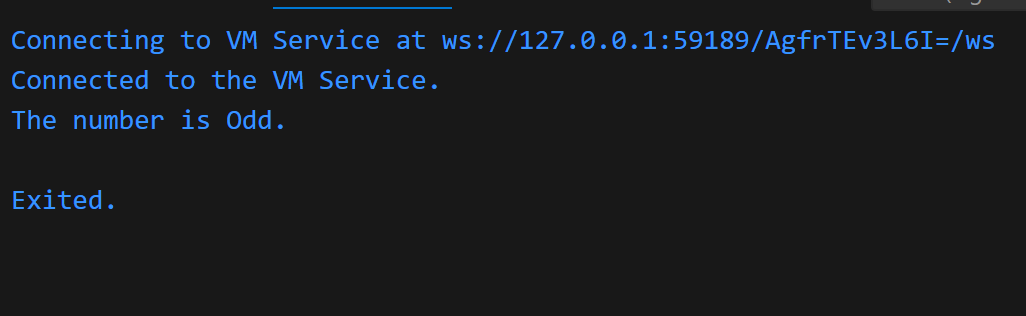 Connecting to VM Service at ws://127.0.0.1:59189/AgfrTEv3L6I=/ws
Connected to the VM Service.
The number is Odd.
Exited.